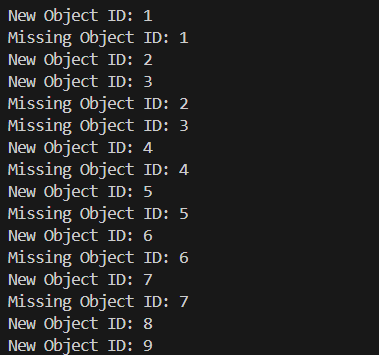 New Object ID: 1
Missing Object ID: 1
New Object ID: 2
New Object ID: 3
Missing Object ID: 2
Missing Object ID: 3
New Object ID: 4
Missing Object ID: 4
New Object ID: 5
Missing Object ID: 5
New Object ID: 6
Missing Object ID: 6
New Object ID: 7
Missing Object ID: 7
New Object ID: 8
New Object ID: 9